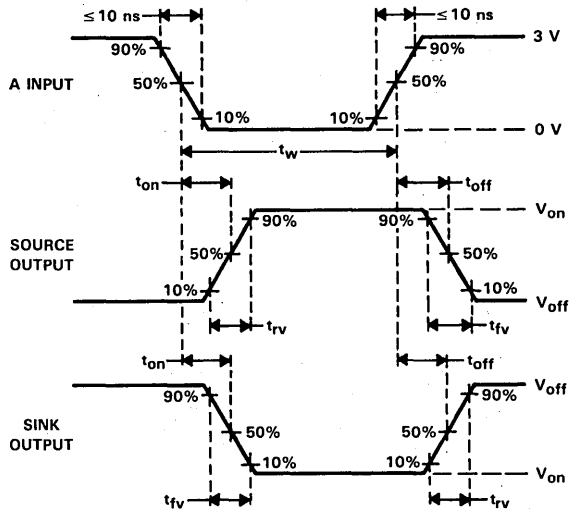 ≤10 ns ≤10 ns
90% 90% 3 V
A INPUT 50% 50%
10% 10%
0 V
tw
ton toff
90% 90% Von
SOURCE OUTPUT 50% 50%
10% 10%
Voff
trv tfv
ton toff
90% 90% Voff
SINK OUTPUT 50% 50%
10% 10%
Von
tfv trv